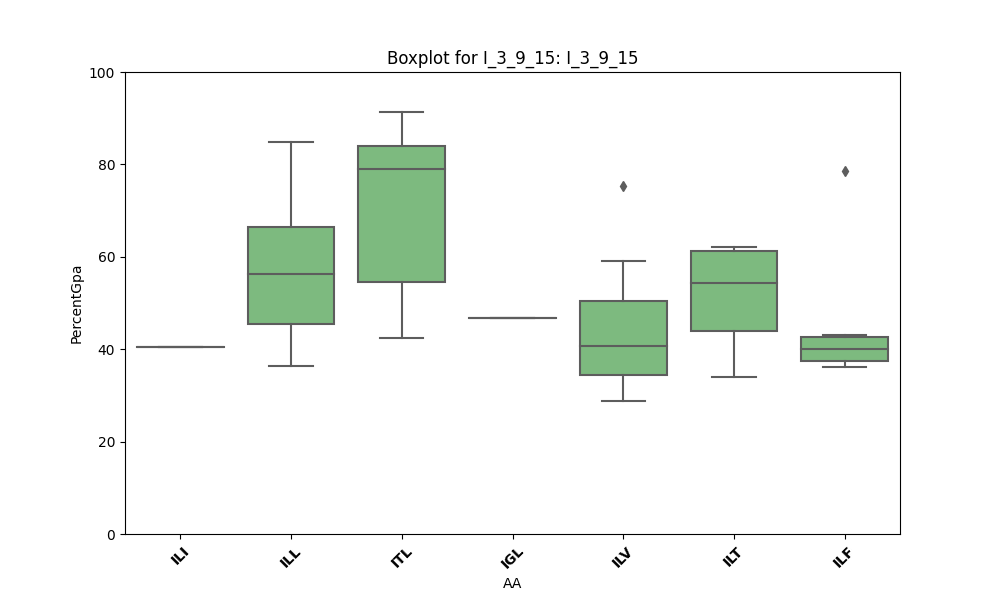 Boxplot for I_3_9_15: I_3_9_15
100
80
60
40
20
0
PercentGpa
ILI
ILL
ITL
IGL
ILV
ILT
ILF
AA